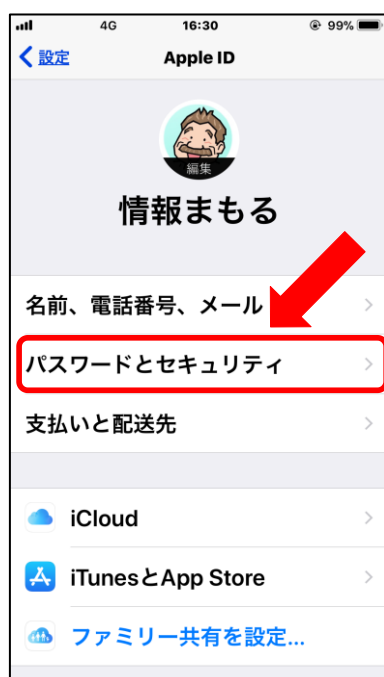 4G 16:30 99%
設定 Apple ID
編集
情報まもる
名前、電話番号、メール
パスワードとセキュリティ
支払いと配送先
iCloud
iTunesとApp Store
ファミリー共有を設定...